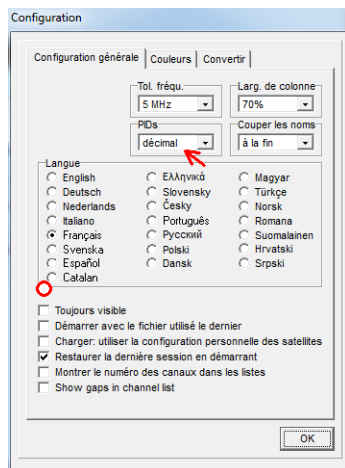 Configuration
Configuration générale Couleurs Convertir
Tol. fréqu. Larg. de colonne
5 MHz 70%
PIDs Couper les noms
décimal à la fin
Langue
English Ελληνικά Magyar
Deutsch Slovensky Türkçe
Nederlands Česky Norsk
Italiano Português Romana
Français Русский Suomalainen
Svenska Polski Hrvatski
Español Dansk Srpski
Catalan
Toujours visible
Démarrer avec le fichier utilisé le dernier
Charger: utiliser la configuration personnelle des satellites
Restaurer la dernière session en démarrant
Montrer le numéro des canaux dans les listes
Show gaps in channel list
OK